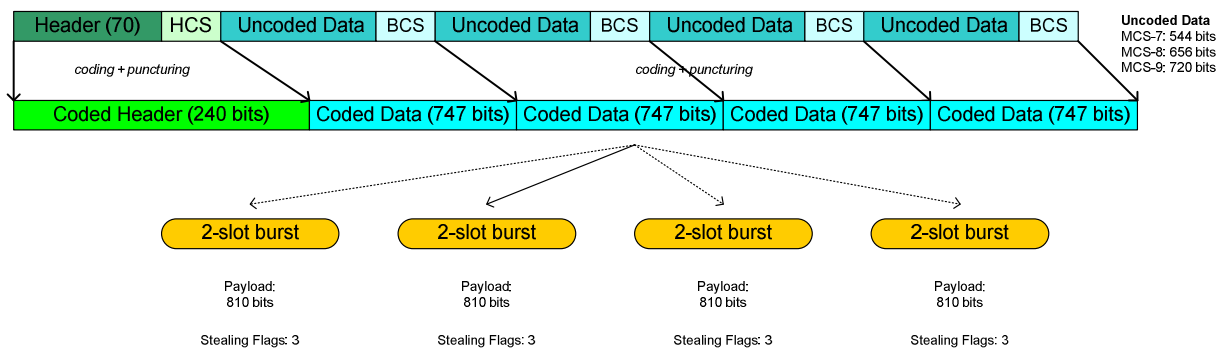 Header (70) HCS Uncoded Data BCS Uncoded Data BCS Uncoded Data BCS Uncoded Data BCS
Uncoded Data
MCS-7: 544 bits
MCS-8: 656 bits
MCS-9: 720 bits
coding + puncturing coding + puncturing
Coded Header (240 bits) Coded Data (747 bits) Coded Data (747 bits) Coded Data (747 bits) Coded Data (747 bits)
2-slot burst 2-slot burst 2-slot burst 2-slot burst
Payload: Payload: Payload: Payload:
810 bits 810 bits 810 bits 810 bits
Stealing Flags: 3 Stealing Flags: 3 Stealing Flags: 3 Stealing Flags: 3